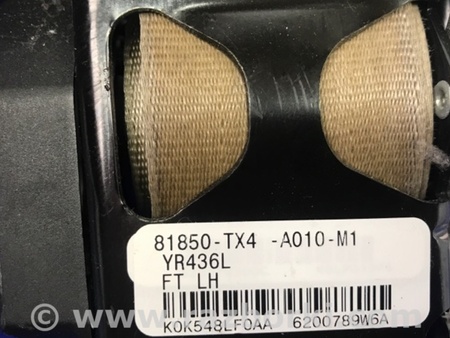 81850-TX4 -A010-M1
YR436L
FT LH
K0K548LF0AA 6200789W6A